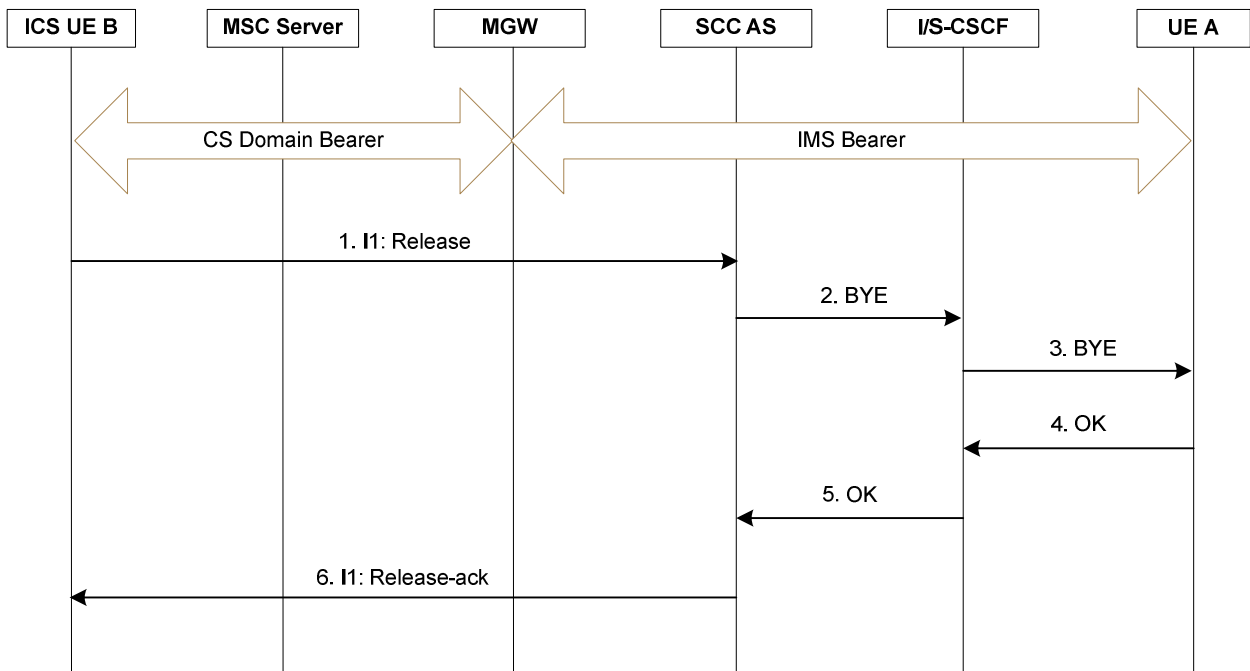 ICS UE B MSC Server MGW SCC AS I/S-CSCF UE A
CS Domain Bearer IMS Bearer
1. I1: Release
2. BYE
3. BYE
4. OK
5. OK
6. I1: Release-ack